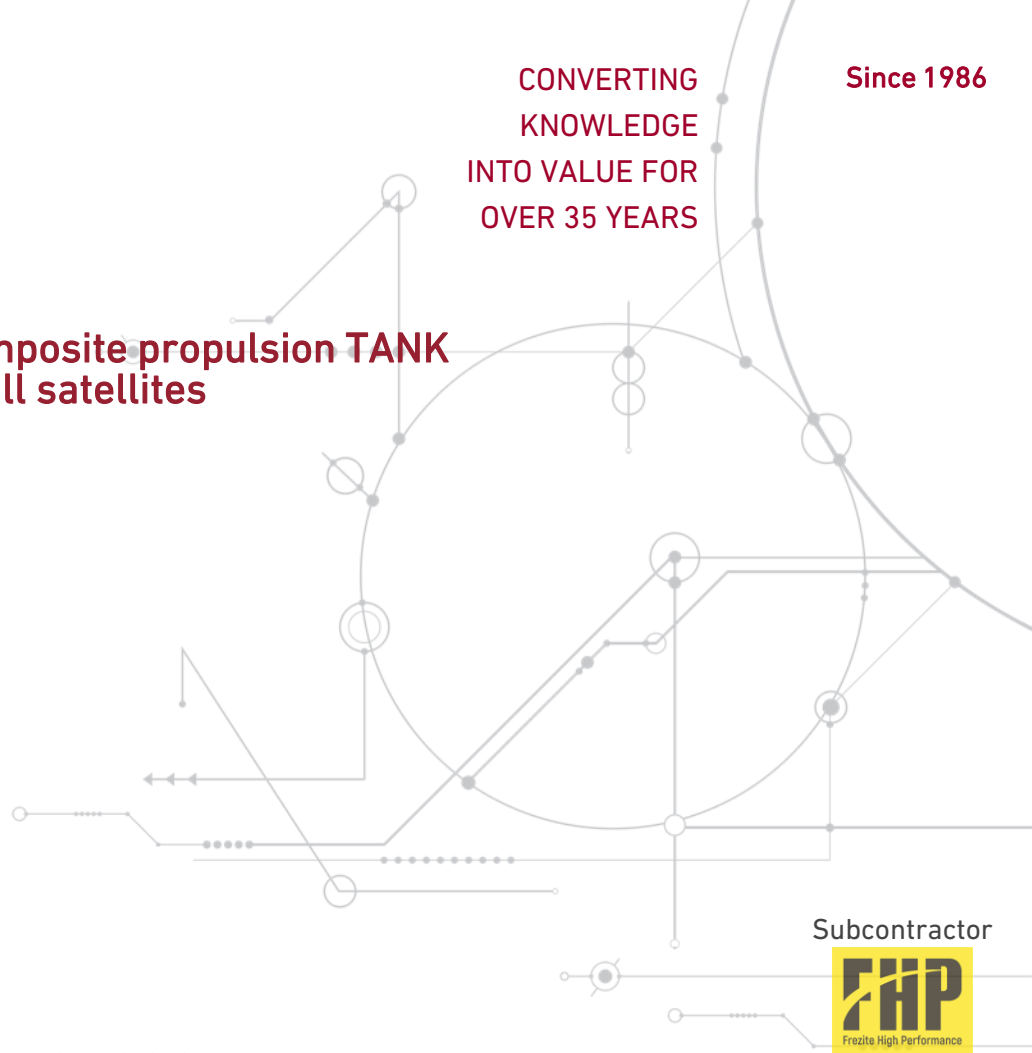 CONVERTING
KNOWLEDGE
INTO VALUE FOR
OVER 35 YEARS
Since 1986
mposite propulsion TANK
ll satellites
Subcontractor
FHP
Frezite High Performance